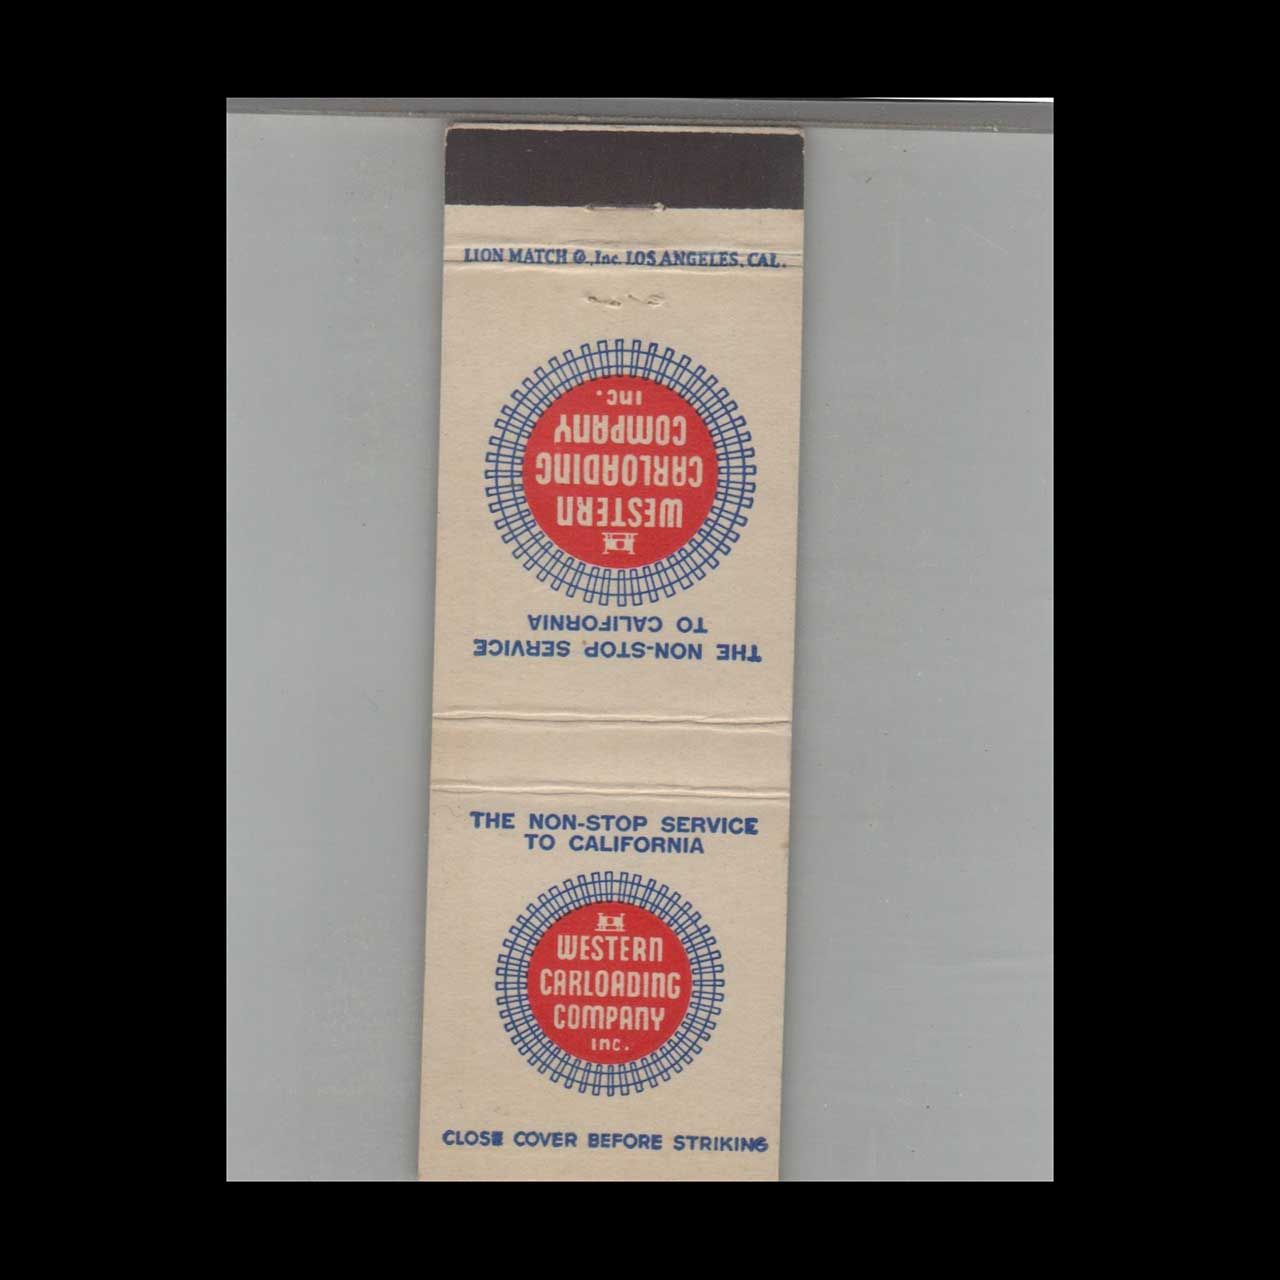 LION MATCH Co., Inc. LOS ANGELES, CAL.
THE NON-STOP SERVICE
TO CALIFORNIA
WESTERN
CARLOADING
COMPANY
INC.
THE NON-STOP SERVICE
TO CALIFORNIA
WESTERN
CARLOADING
COMPANY
INC.
CLOSE COVER BEFORE STRIKING